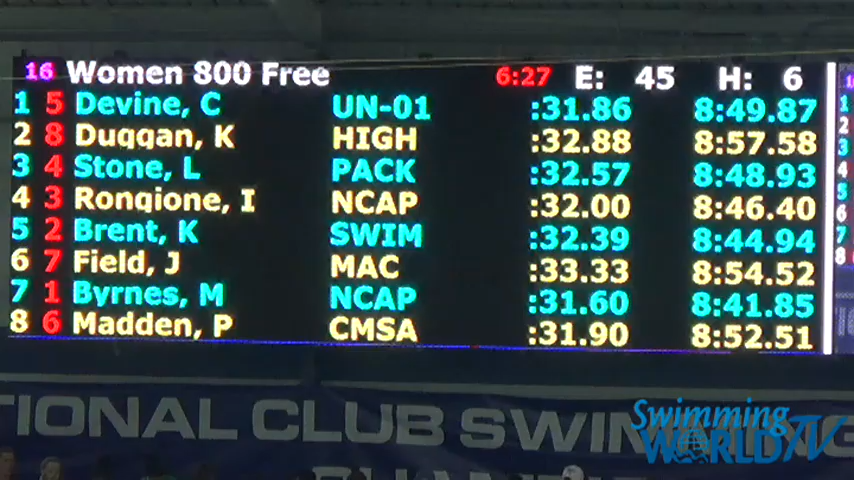 16 Women 800 Free 6:27 E: 45 H: 6
1 5 Devine, C UN-01 :31.86 8:49.87
2 8 Duggan, K HIGH :32.88 8:57.58
3 4 Stone, L PACK :32.57 8:48.93
4 3 Rongione, I NCAP :32.00 8:46.40
5 2 Brent, K SWIM :32.39 8:44.94
6 7 Field, J MAC :33.33 8:54.52
7 1 Byrnes, M NCAP :31.60 8:41.85
8 6 Madden, P CMSA :31.90 8:52.51
TIONAL CLUB SWIM
Swimming
WORLD TV